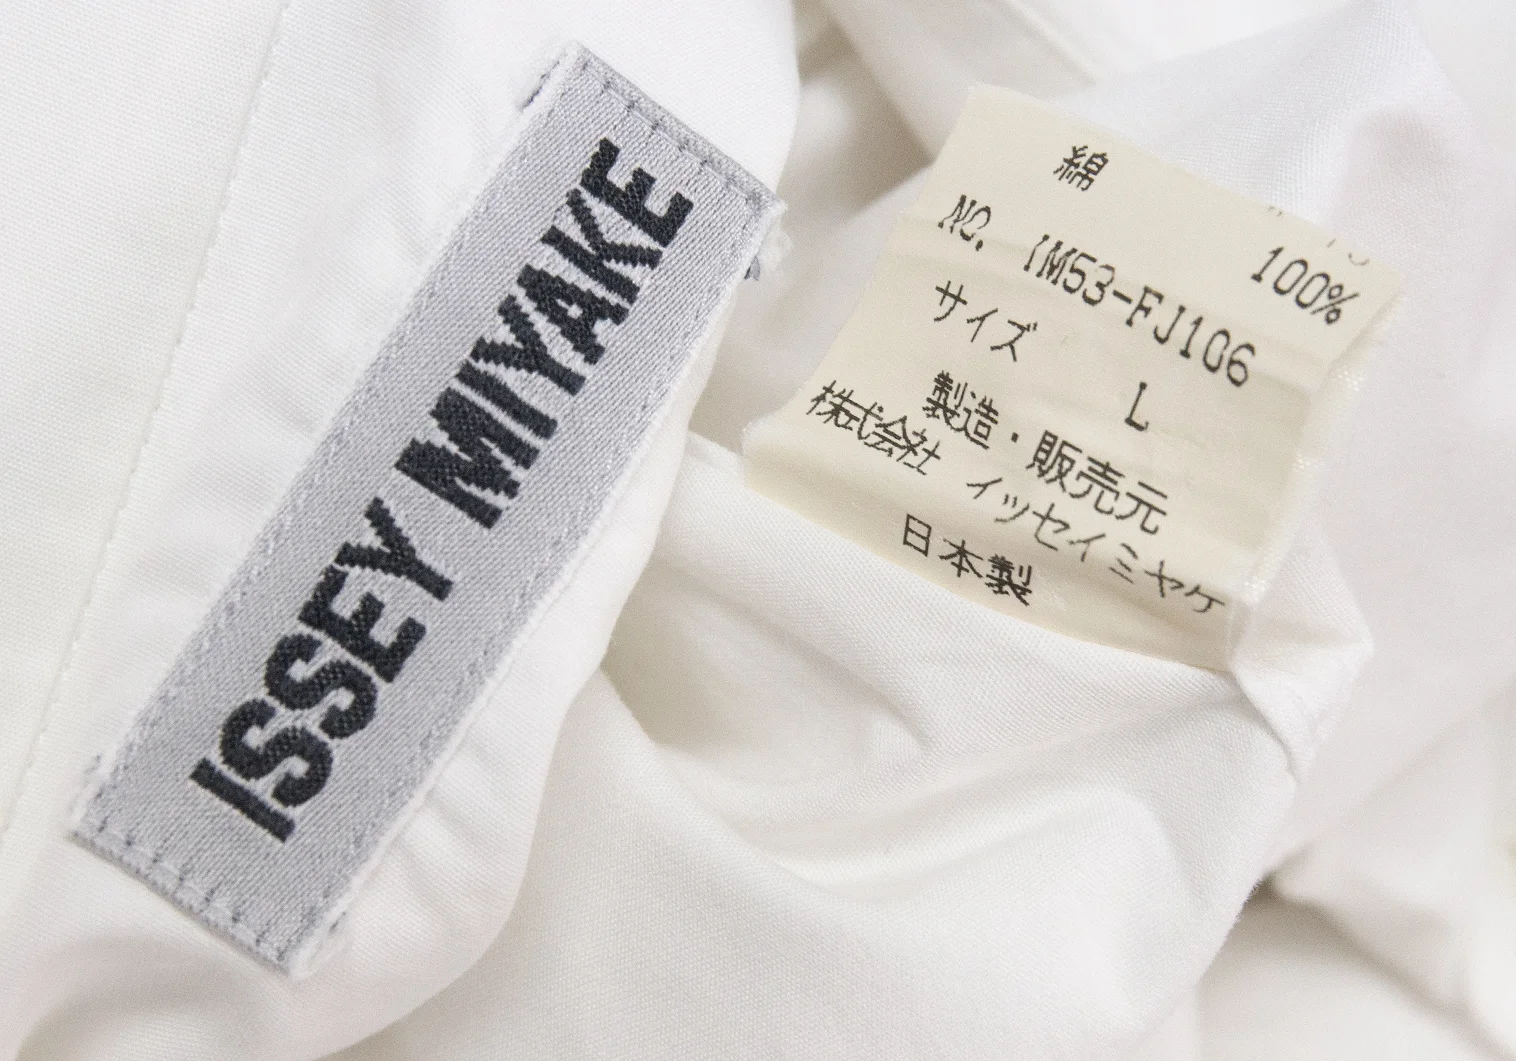 ISSEY MIYAKE
綿 100%
NO. IM53-FJ106
サイズ L
製造・販売元
株式会社 イッセイミヤケ
日本製